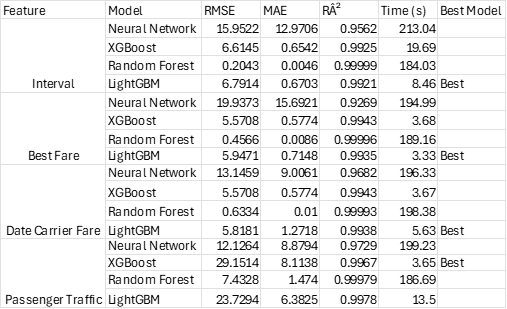 Feature Model RMSE MAE RÂ² Time (s) Best Model
Neural Network 15.9522 12.9706 0.9562 213.04
XGBoost 6.6145 0.6542 0.9925 19.69
Random Forest 0.2043 0.0046 0.99999 184.03
Interval LightGBM 6.7914 0.6703 0.9921 8.46 Best
Neural Network 19.9373 15.6921 0.9269 194.99
XGBoost 5.5708 0.5774 0.9943 3.68
Random Forest 0.4566 0.0086 0.99996 189.16
Best Fare LightGBM 5.9471 0.7148 0.9935 3.33 Best
Neural Network 13.1459 9.0061 0.9682 196.33
XGBoost 5.5708 0.5774 0.9943 3.67
Random Forest 0.6334 0.01 0.99993 198.38
Date Carrier Fare LightGBM 5.8181 1.2718 0.9938 5.63 Best
Neural Network 12.1264 8.8794 0.9729 199.23
XGBoost 29.1514 8.1138 0.9967 3.65 Best
Random Forest 7.4328 1.474 0.99979 186.69
Passenger Traffic LightGBM 23.7294 6.3825 0.9978 13.5